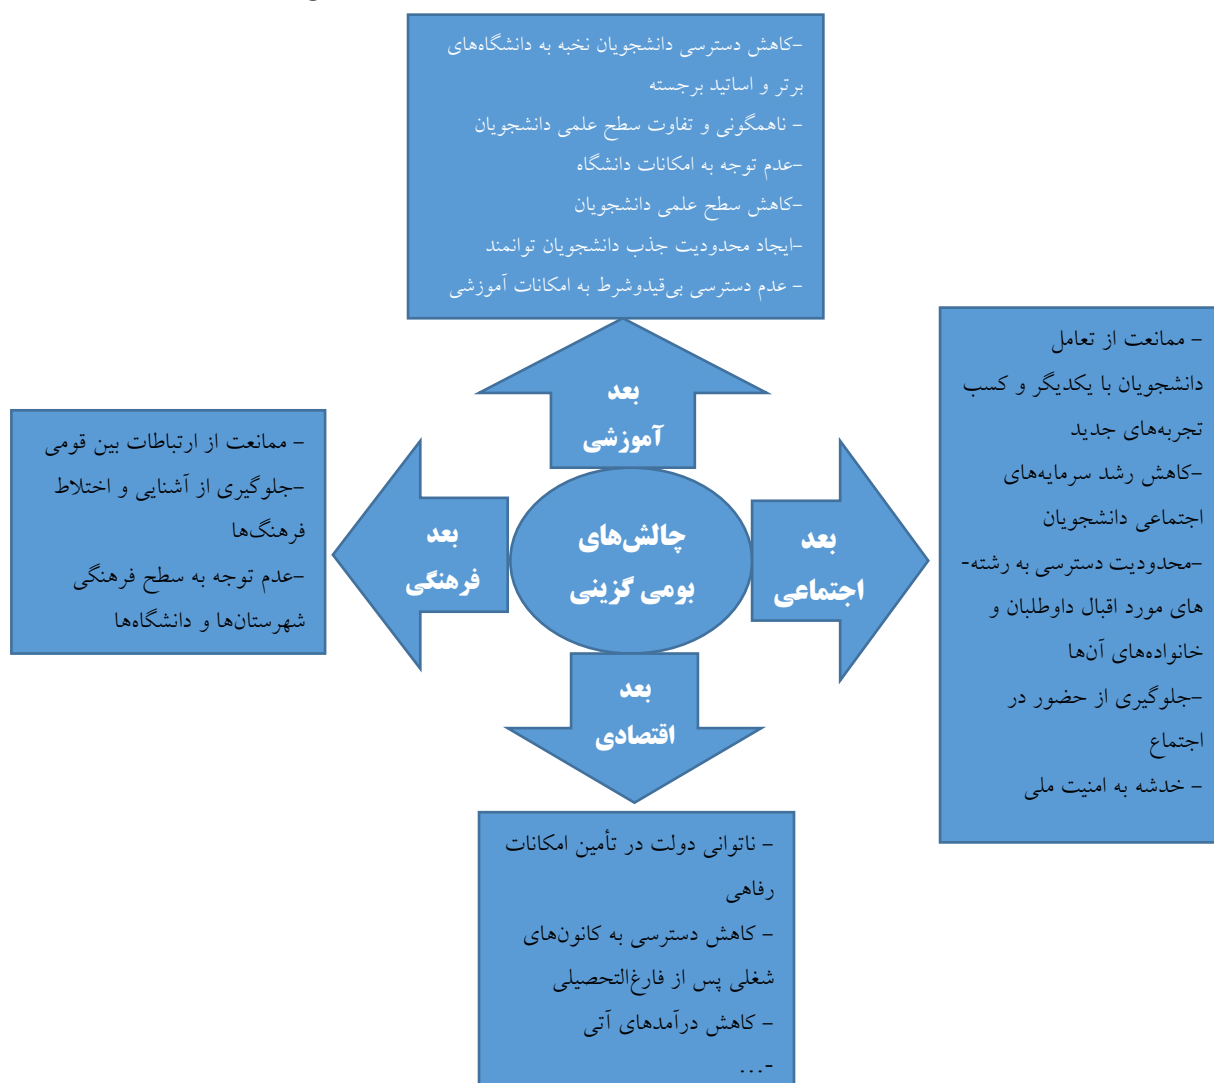 –کاهش دسترسی دانشجویان نخبه به دانشگاه‌های
برتر و اساتید برجسته
– ناهمگونی و تفاوت سطح علمی دانشجویان
–عدم توجه به امکانات دانشگاه
–کاهش سطح علمی دانشجویان
–ایجاد محدودیت جذب دانشجویان توانمند
– عدم دسترسی بی‌قیدوشرط به امکانات آموزشی
بعد
آموزشی
– ممانعت از تعامل
دانشجویان با یکدیگر و کسب
تجربه‌های جدید
–کاهش رشد سرمایه‌های
اجتماعی دانشجویان
–محدودیت دسترسی به رشته-
های مورد اقبال داوطلبان و
خانواده‌های آن‌ها
–جلوگیری از حضور در
اجتماع
– خدشه به امنیت ملی
بعد
اجتماعی
چالش‌های
بومی گزینی
بعد
فرهنگی
– ممانعت از ارتباطات بین قومی
–جلوگیری از آشنایی و اختلاط
فرهنگ‌ها
–عدم توجه به سطح فرهنگی
شهرستان‌ها و دانشگاه‌ها
بعد
اقتصادی
– ناتوانی دولت در تأمین امکانات
رفاهی
– کاهش دسترسی به کانون‌های
شغلی پس از فارغ‌التحصیلی
– کاهش درآمدهای آتی
-...